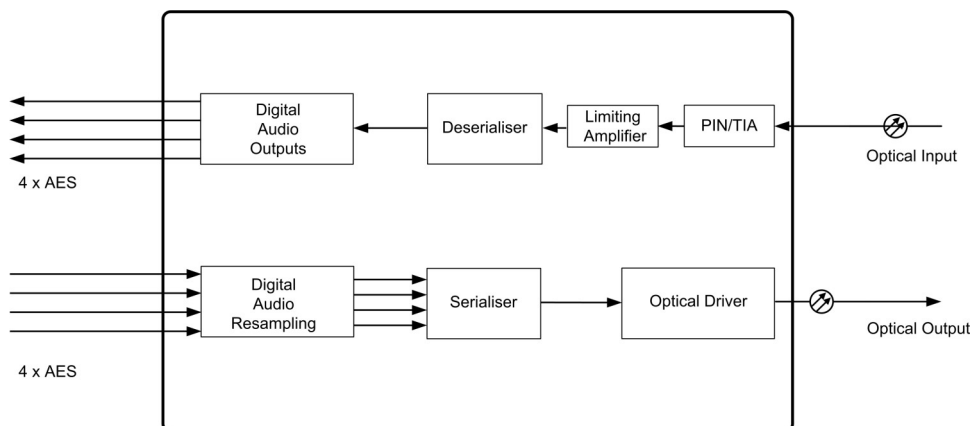 Digital
Audio
Outputs
Deserialiser
Limiting
Amplifier
PIN/TIA
Optical Input
4 x AES
Digital
Audio
Resampling
Serialiser
Optical Driver
Optical Output
4 x AES